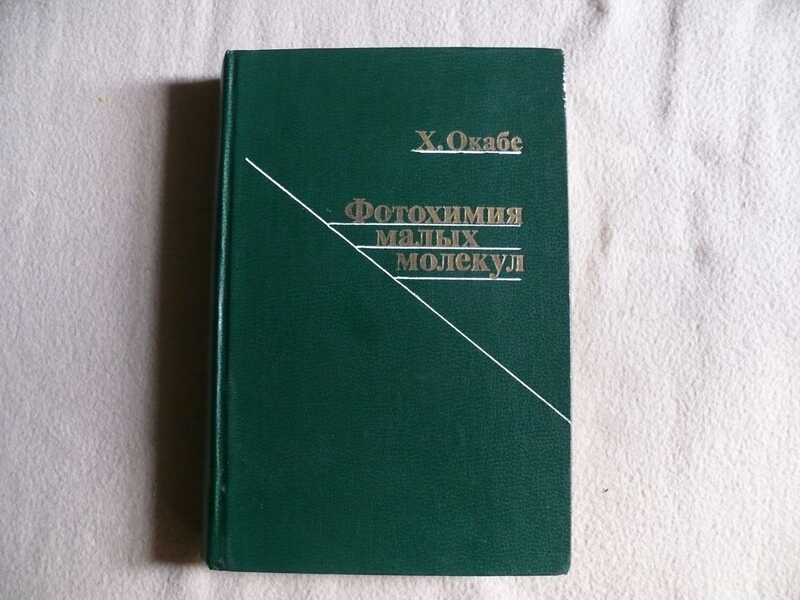 Х. Окабе
Фотохимия
малых
молекул